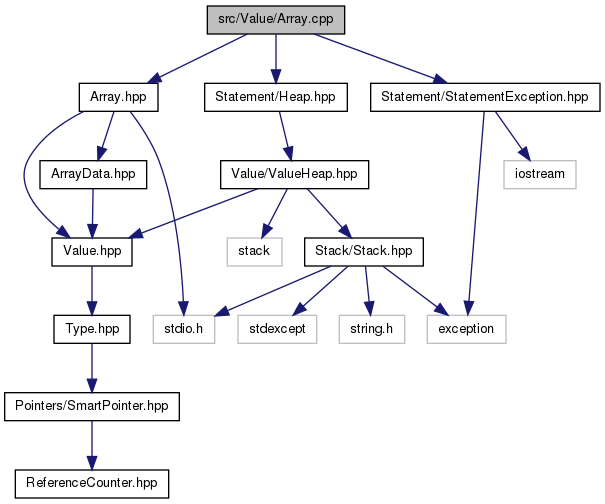 src/Value/Array.cpp
Array.hpp
Statement/Heap.hpp
Statement/StatementException.hpp
ArrayData.hpp
Value/ValueHeap.hpp
iostream
Value.hpp
stack
Stack/Stack.hpp
Type.hpp
stdio.h
stdexcept
string.h
exception
Pointers/SmartPointer.hpp
ReferenceCounter.hpp